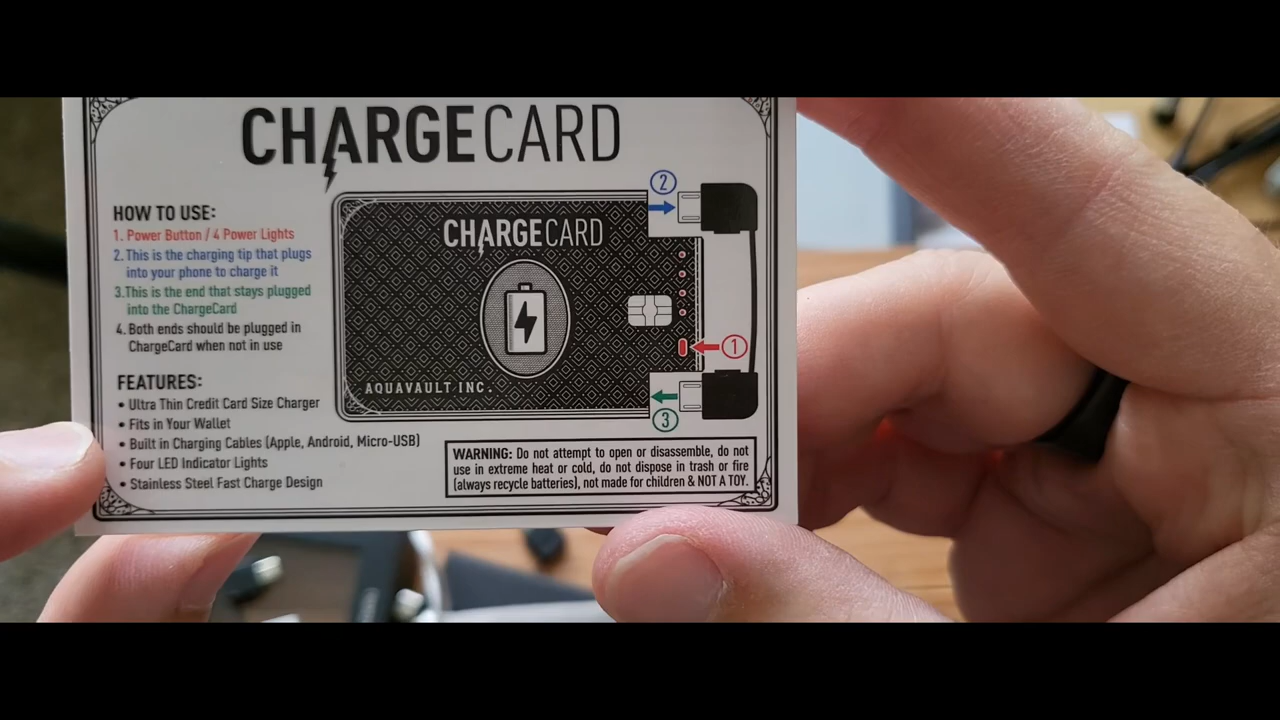 CHARGECARD
HOW TO USE:
1. Power Button / 4 Power Lights
2. This is the charging tip that plugs
into your phone to charge it
3.This is the end that stays plugged
into the ChargeCard
4. Both ends should be plugged in
ChargeCard when not in use
FEATURES:
• Ultra Thin Credit Card Size Charger
• Fits in Your Wallet
• Built in Charging Cables (Apple, Android, Micro-USB)
• Four LED Indicator Lights
• Stainless Steel Fast Charge Design
2
CHARGECARD
1
AQUAVAULT INC.
3
WARNING: Do not attempt to open or disassemble, do not
use in extreme heat or cold, do not dispose in trash or fire
(always recycle batteries), not made for children & NOT A TOY.